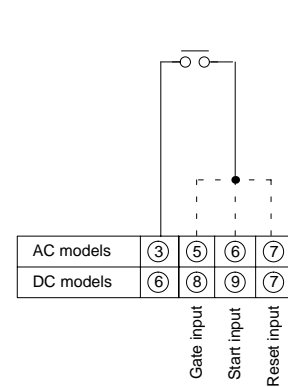 AC models ③ ⑤ ⑥ ⑦
DC models ⑥ ⑧ ⑨ ⑦
Gate input
Start input
Reset input